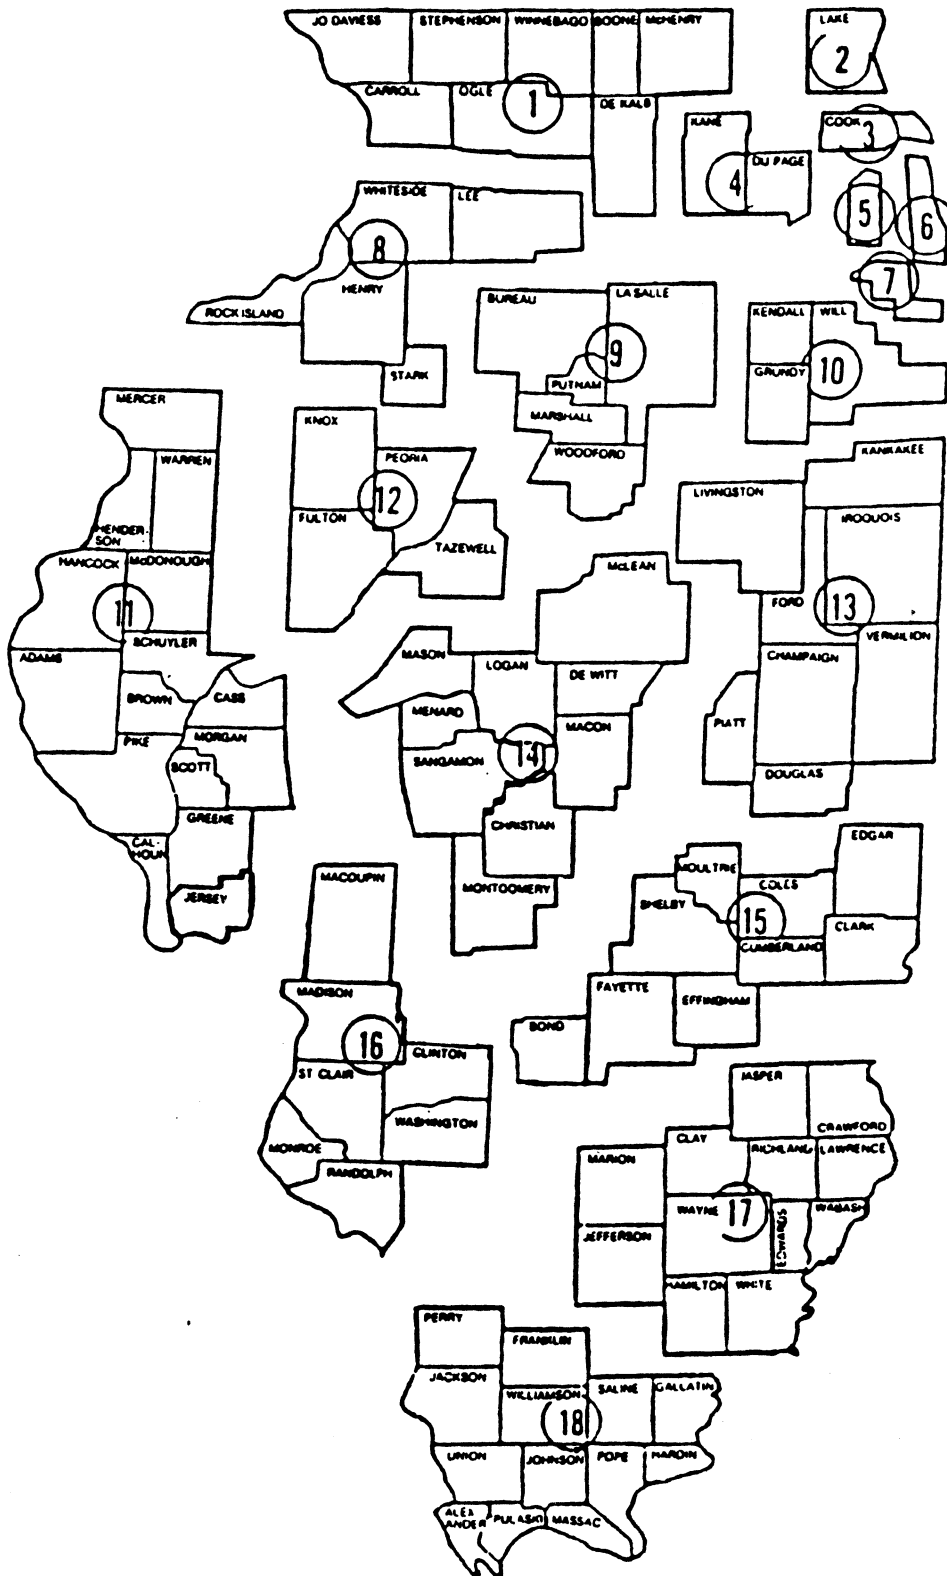 JO DAVIESS STEPHENSON WINNEBAGO BOONE McHENRY LAKE
2
CARROLL OGLE 1 DE KALB
KANE COOK 3
DU PAGE
4
WHITESIDE LEE
5 6
8
HENRY
7
ROCK ISLAND
BUREAU LA SALLE
KENDALL WILL
9
STARK
PUTNAM
GRUNDY 10
MERCER
KNOX
MARSHALL
WARREN
PEORIA
WOODFORD
KANKAKEE
12
LIVINGSTON
FULTON
IROQUOIS
HENDER-
SON
TAZEWELL
HANCOCK McDONOUGH
McLEAN
11
FORD 13
SCHUYLER
VERMILION
ADAMS
MASON LOGAN
CHAMPAIGN
DE WITT
BROWN CASS
MENARD
MACON
PIATT
PIKE MORGAN
SANGAMON 14
SCOTT
DOUGLAS
GREENE
CHRISTIAN
CAL-
HOUN
EDGAR
MACOUPIN
MOULTRIE
JERSEY
MONTGOMERY
COLES
SHELBY
15
CLARK
CUMBERLAND
MADISON
FAYETTE EFFINGHAM
BOND
16
CLINTON
ST CLAIR
JASPER
WASHINGTON
CRAWFORD
MONROE
CLAY
RICHLAND LAWRENCE
RANDOLPH
MARION
WAYNE 17
WABASH
JEFFERSON
EDWARDS
HAMILTON WHITE
PERRY
FRANKLIN
JACKSON
WILLIAMSON SALINE GALLATIN
18
UNION JOHNSON POPE HARDIN
ALEX
ANDER PULASKI MASSAC